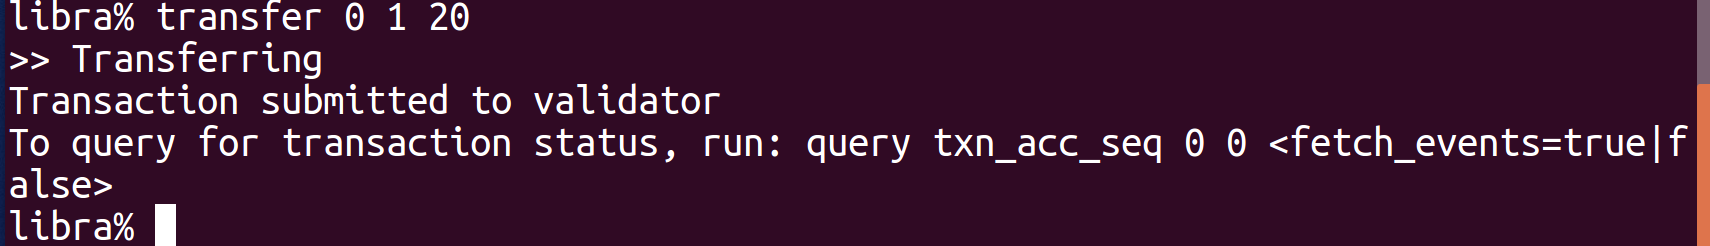 libra% transfer 0 1 20
>> Transferring
Transaction submitted to validator
To query for transaction status, run: query txn_acc_seq 0 0 <fetch_events=true|f
alse>
libra%